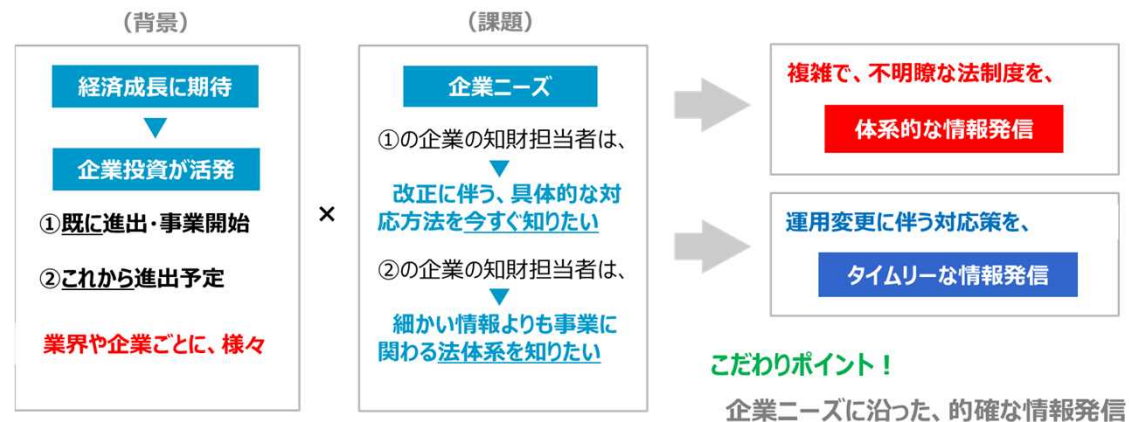 （背景）
経済成長に期待
企業投資が活発
①既に進出・事業開始
②これから進出予定
業界や企業ごとに、様々
×
（課題）
企業ニーズ
①の企業の知財担当者は、
改正に伴う、具体的な対
応方法を今すぐ知りたい
②の企業の知財担当者は、
細かい情報よりも事業に
関わる法体系を知りたい
複雑で、不明瞭な法制度を、
体系的な情報発信
運用変更に伴う対応策を、
タイムリーな情報発信
こだわりポイント！
企業ニーズに沿った、的確な情報発信